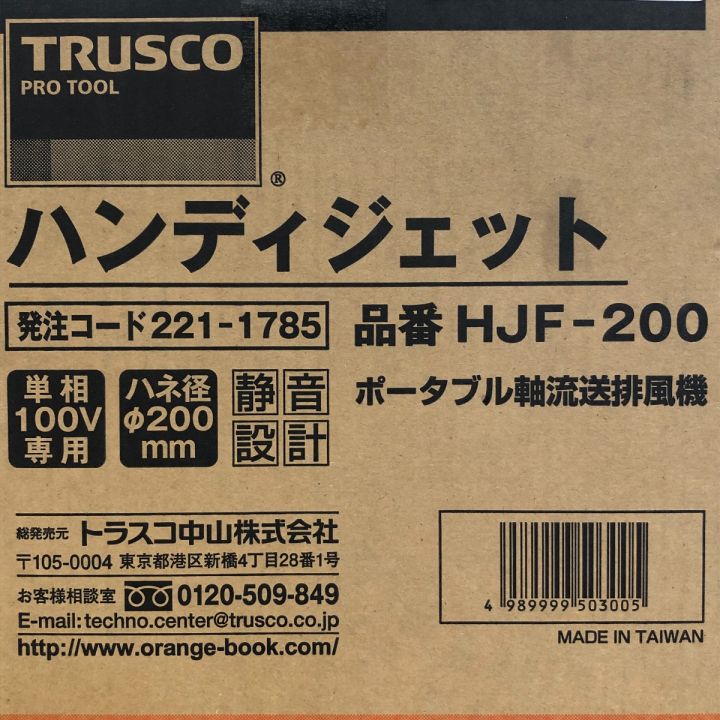 TRUSCO
PRO TOOL
®
ハンディジェット
発注コード221-1785
品番 HJF-200
単相
100V
専用
ハネ径
φ200
mm
静音
設計
ポータブル軸流送排風機
総発売元 トラスコ中山株式会社
〒105-0004 東京都港区新橋4丁目28番1号
お客様相談室 0120-509-849
E-mail:techno.center@trusco.co.jp
http://www.orange-book.com/
4 989999 503005
MADE IN TAIWAN